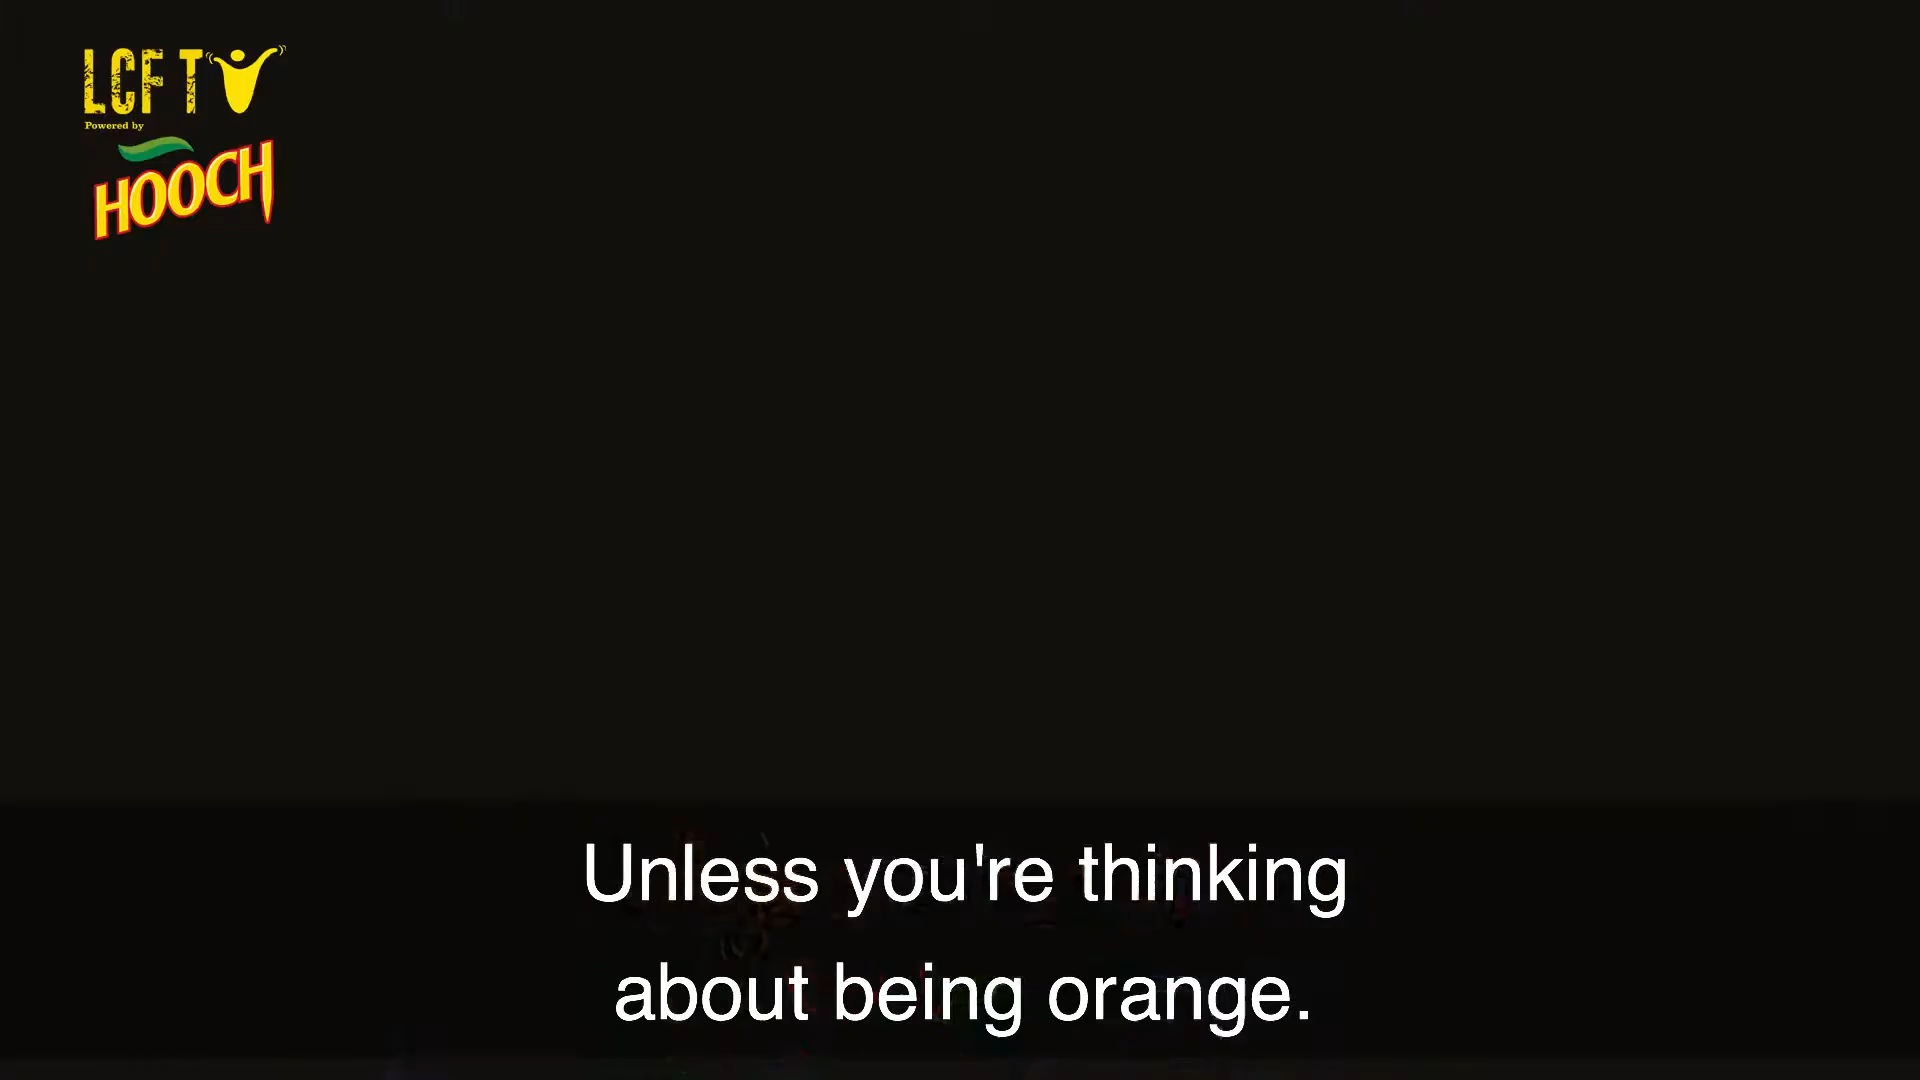 LCF TV
Powered by
HOOCH
Unless you're thinking
about being orange.